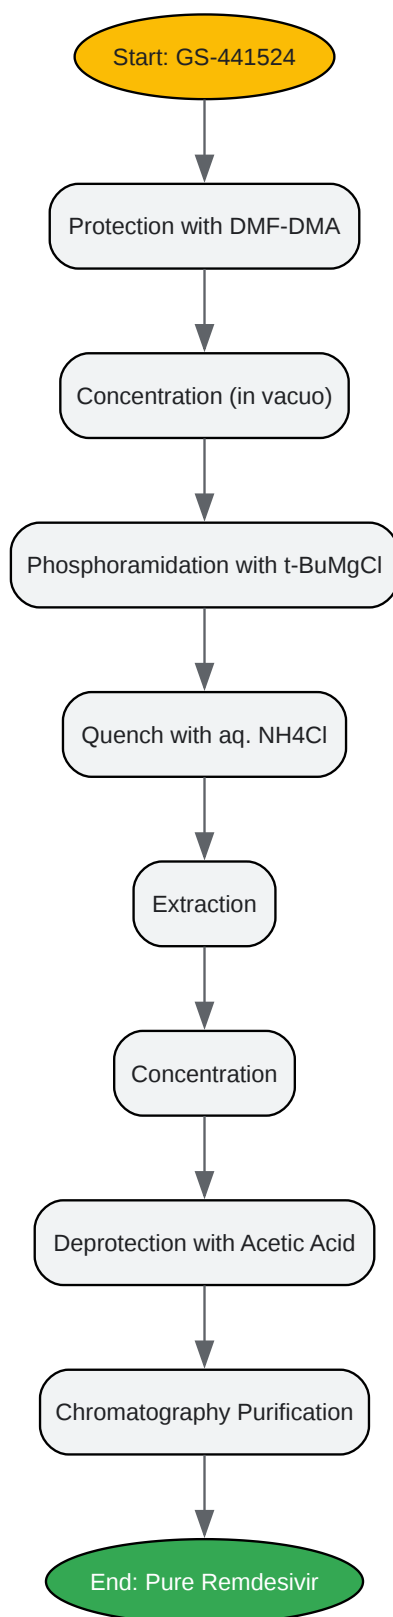 Start: GS-441524
Protection with DMF-DMA
Concentration (in vacuo)
Phosphoramidation with t-BuMgCl
Quench with aq. NH4Cl
Extraction
Concentration
Deprotection with Acetic Acid
Chromatography Purification
End: Pure Remdesivir